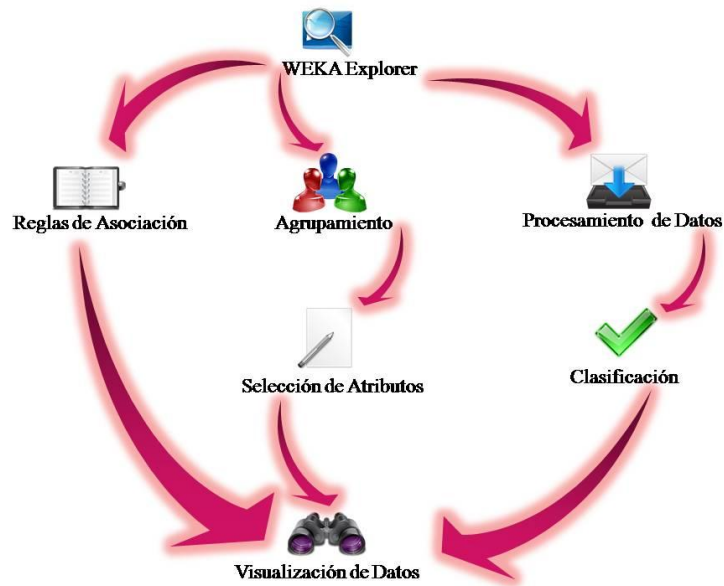 WEKA Explorer
Reglas de Asociación
Agrupamiento
Procesamiento de Datos
Selección de Atributos
Clasificación
Visualización de Datos